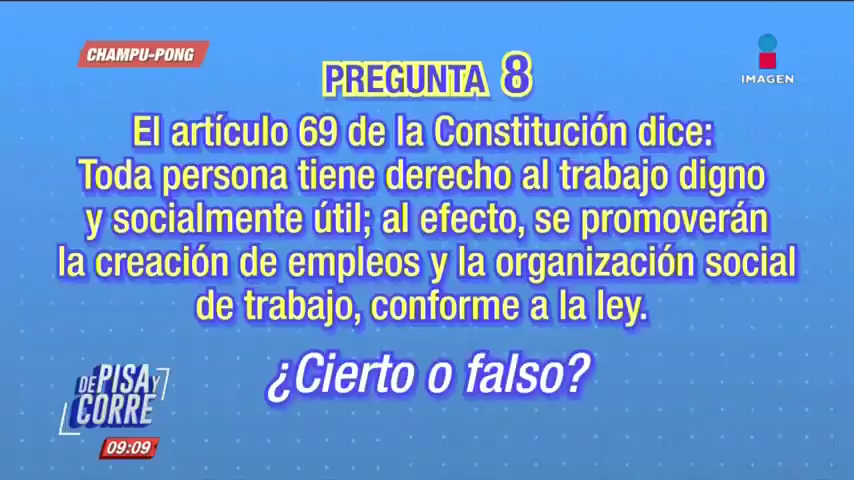 CHAMPU-PONG
IMAGEN
PREGUNTA 8
El artículo 69 de la Constitución dice:
Toda persona tiene derecho al trabajo digno
y socialmente útil; al efecto, se promoverán
la creación de empleos y la organización social
de trabajo, conforme a la ley.
¿Cierto o falso?
DE PISA Y
CORRE
09:09